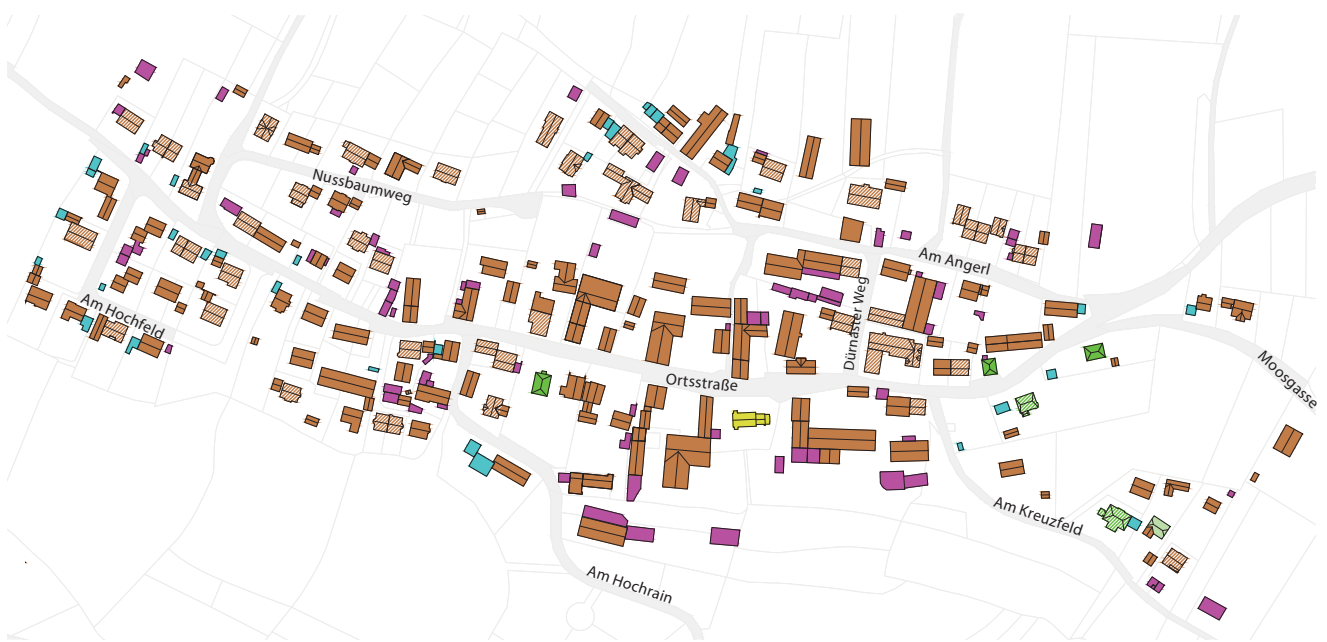 Nussbaumweg
Am Angerl
Dürnaster Weg
Am Hochfeld
Ortsstraße
Moosgasse
Am Kreuzfeld
Am Hochrain